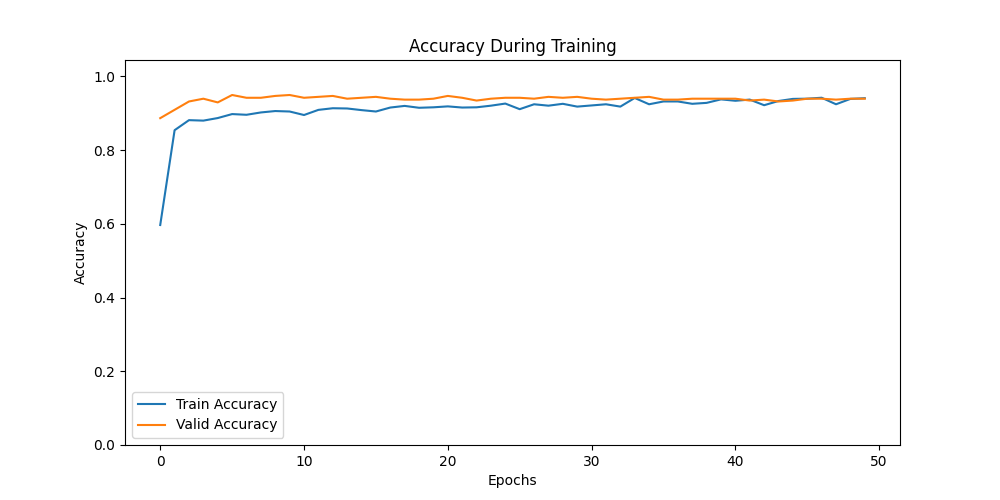 Accuracy During Training
1.0
0.8
0.6
0.4
0.2
0.0
Accuracy
Train Accuracy
Valid Accuracy
0 10 20 30 40 50
Epochs